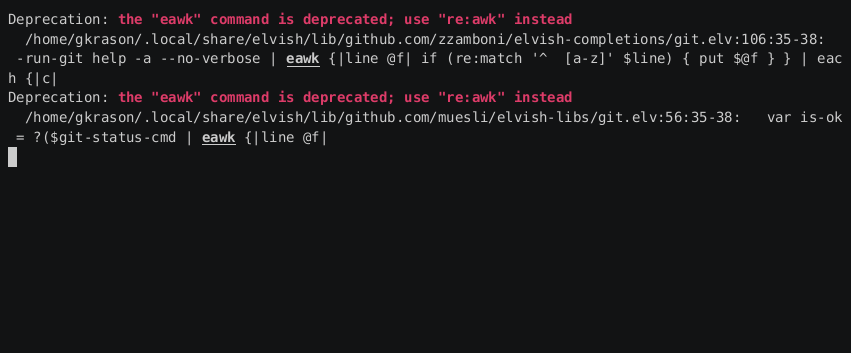 Deprecation: the "eawk" command is deprecated; use "re:awk" instead
  /home/gkrason/.local/share/elvish/lib/github.com/zzamboni/elvish-completions/git.elv:106:35-38:
 -run-git help -a --no-verbose | eawk {|line @f| if (re:match '^  [a-z]' $line) { put $@f } } | eac
h {|c|
Deprecation: the "eawk" command is deprecated; use "re:awk" instead
  /home/gkrason/.local/share/elvish/lib/github.com/muesli/elvish-libs/git.elv:56:35-38:   var is-ok
 = ?($git-status-cmd | eawk {|line @f|